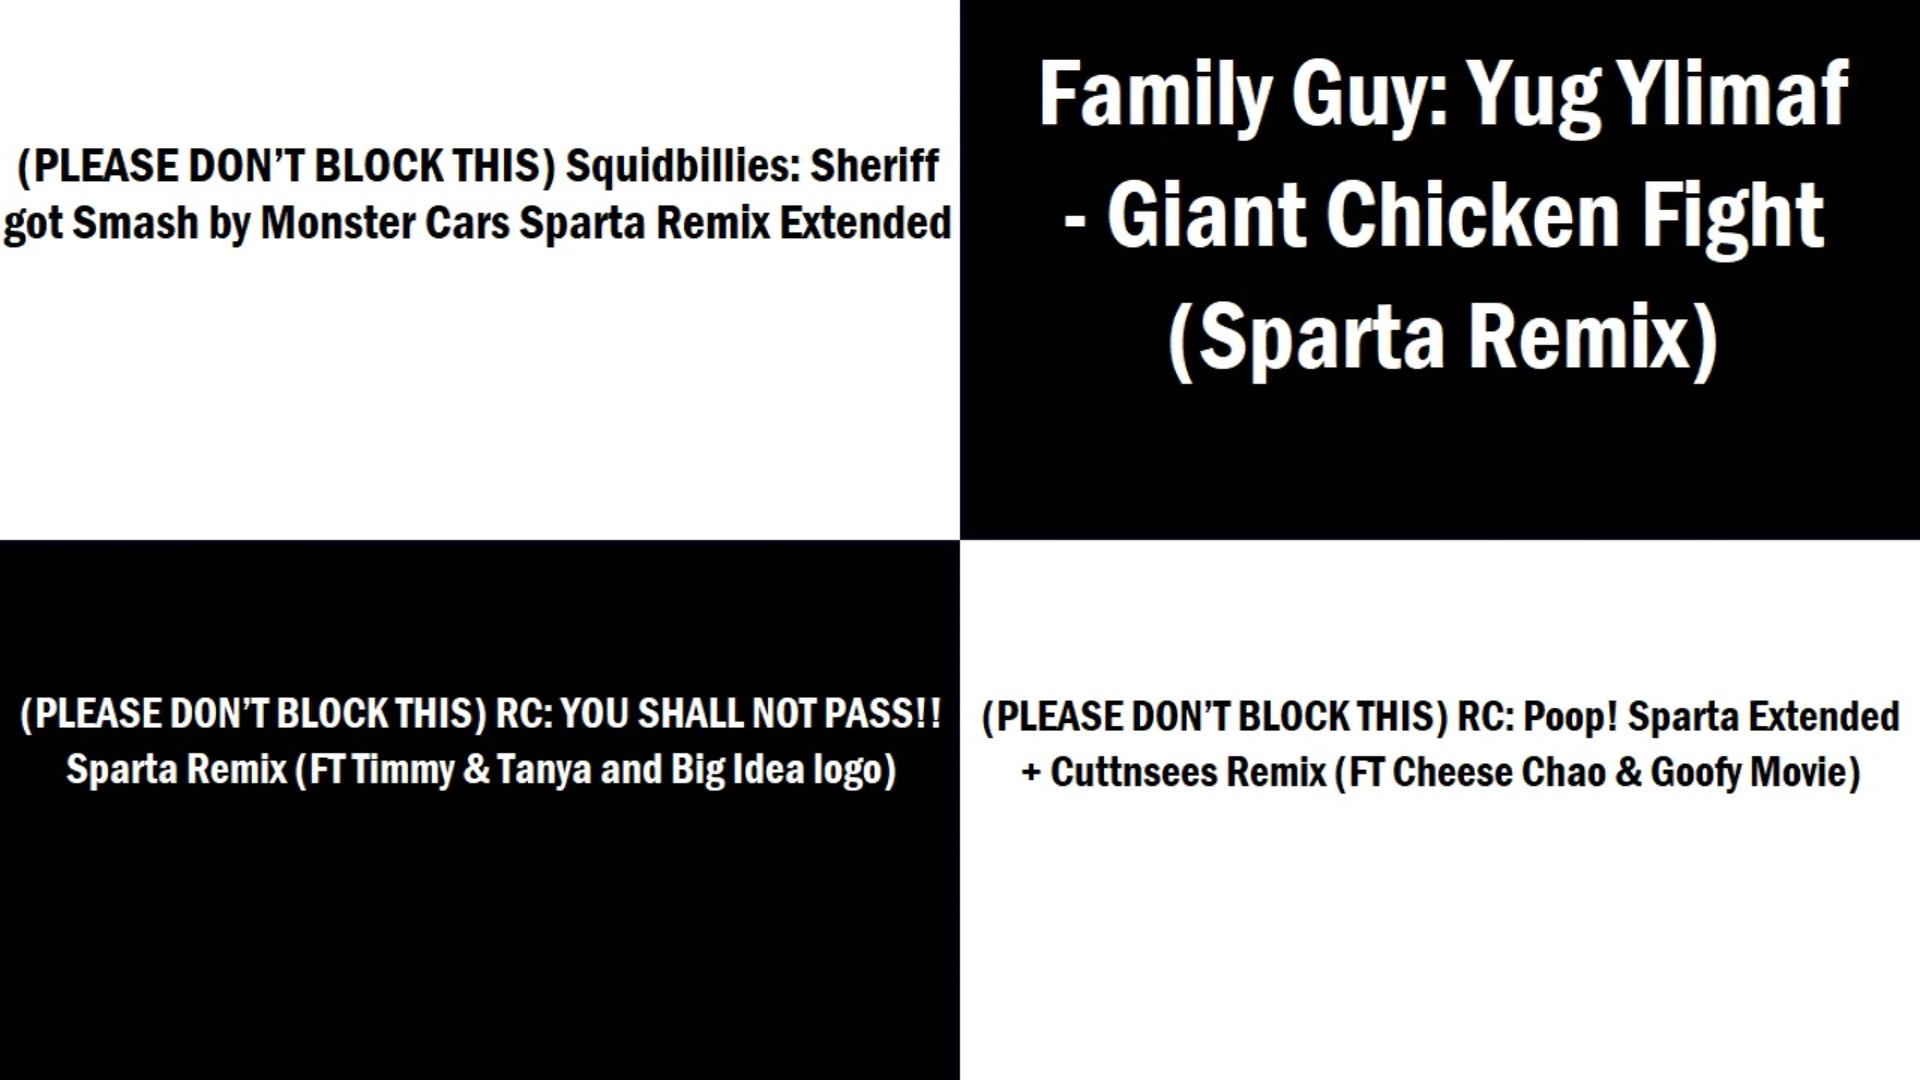 (PLEASE DON’T BLOCK THIS) Squidbillies: Sheriff
got Smash by Monster Cars Sparta Remix Extended
Family Guy: Yug Ylimaf
- Giant Chicken Fight
(Sparta Remix)
(PLEASE DON’T BLOCK THIS) RC: YOU SHALL NOT PASS!!
Sparta Remix (FT Timmy & Tanya and Big Idea logo)
(PLEASE DON’T BLOCK THIS) RC: Poop! Sparta Extended
+ Cuttnsees Remix (FT Cheese Chao & Goofy Movie)